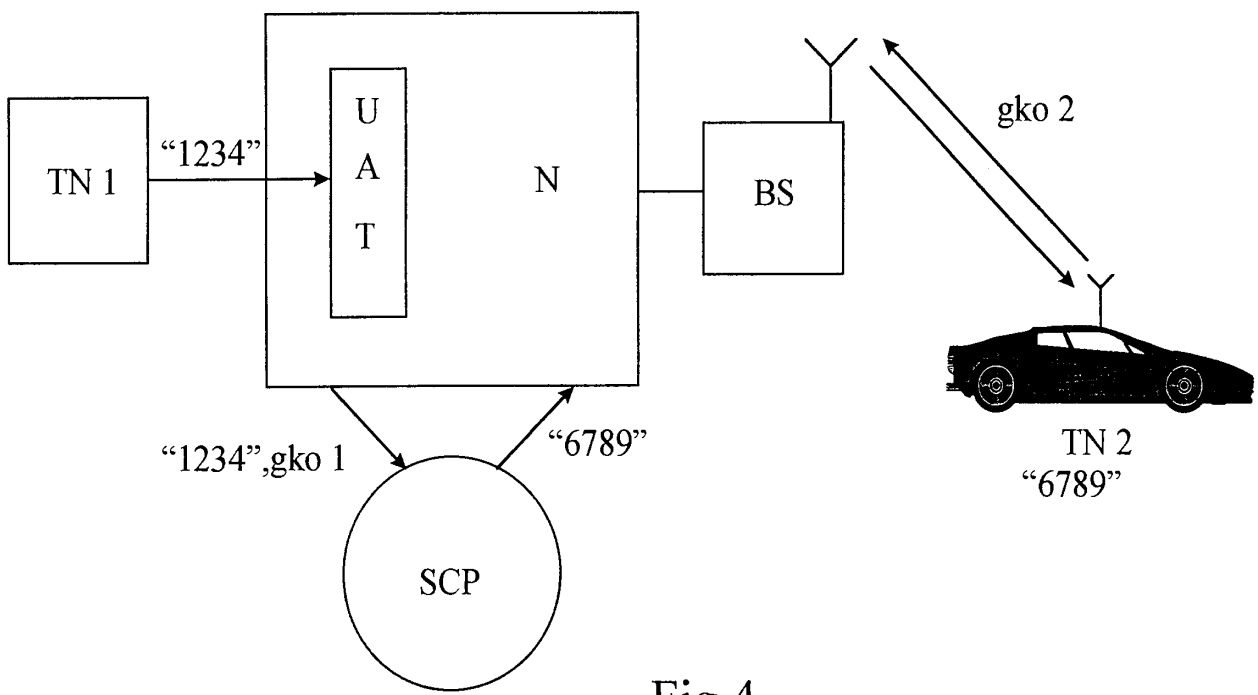 TN 1
“1234”
U
A
T
N
BS
gko 2
“1234”,gko 1
“6789”
SCP
TN 2
“6789”
Fig.4